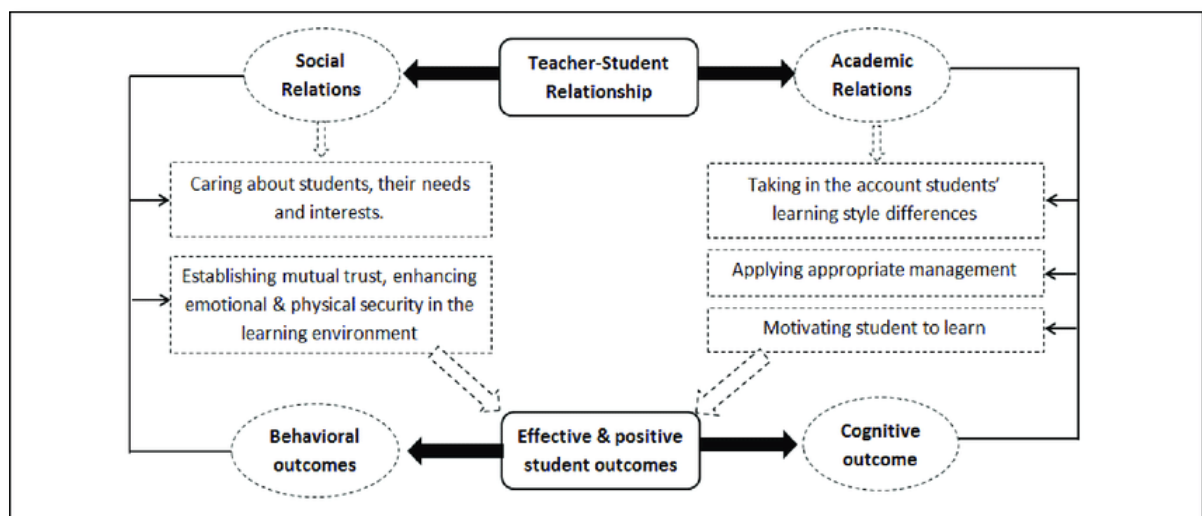 Social
Relations
Teacher-Student
Relationship
Academic
Relations
Caring about students, their needs
and interests.
Taking in the account students’
learning style differences
Establishing mutual trust, enhancing
emotional & physical security in the
learning environment
Applying appropriate management
Motivating student to learn
Behavioral
outcomes
Effective & positive
student outcomes
Cognitive
outcome